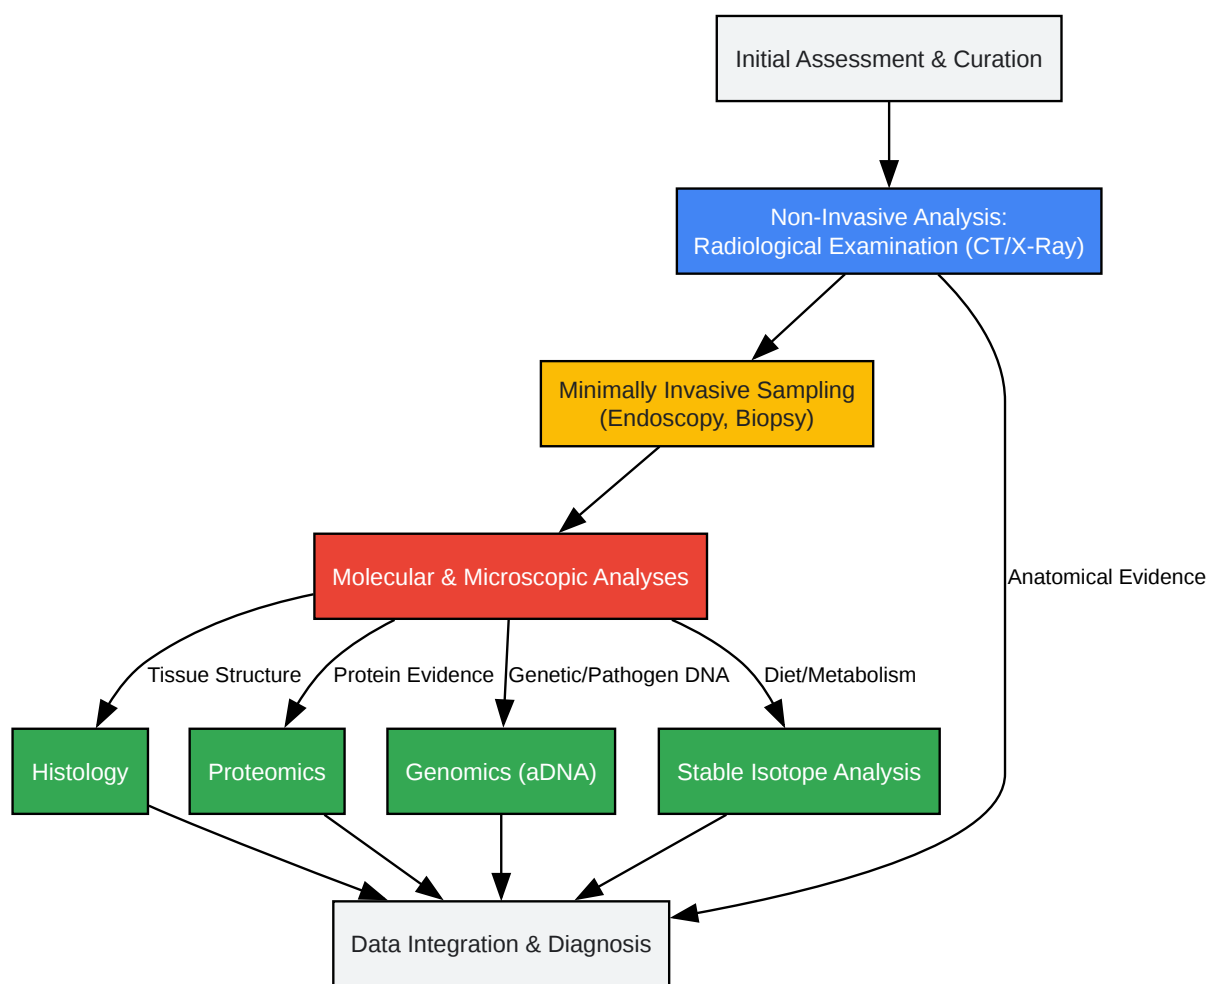 Initial Assessment & Curation
Non-Invasive Analysis:
Radiological Examination (CT/X-Ray)
Minimally Invasive Sampling
(Endoscopy, Biopsy)
Molecular & Microscopic Analyses
Anatomical Evidence
Tissue Structure
Protein Evidence
Genetic/Pathogen DNA
Diet/Metabolism
Histology
Proteomics
Genomics (aDNA)
Stable Isotope Analysis
Data Integration & Diagnosis